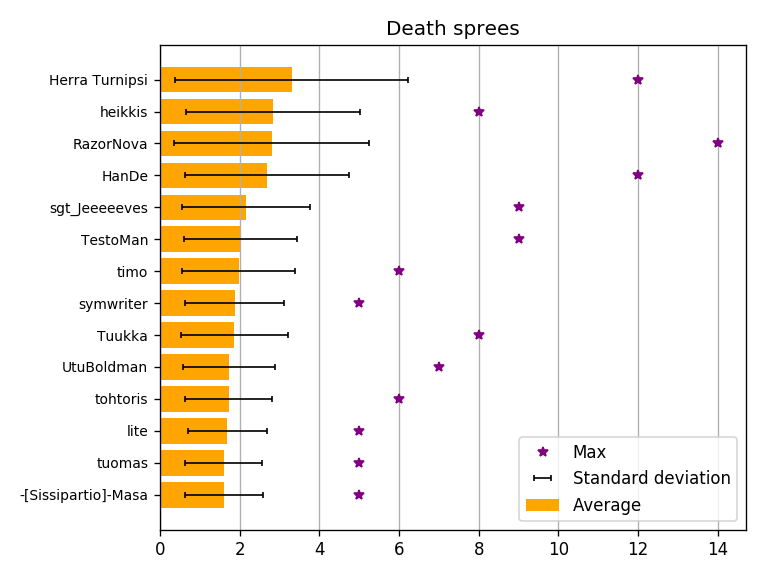 Death sprees
Herra Turnipsi
heikkis
RazorNova
HanDe
sgt_Jeeeeeves
TestoMan
timo
symwriter
Tuukka
UtuBoldman
tohtoris
lite
tuomas
-[Sissipartio]-Masa
Max
Standard deviation
Average
0 2 4 6 8 10 12 14